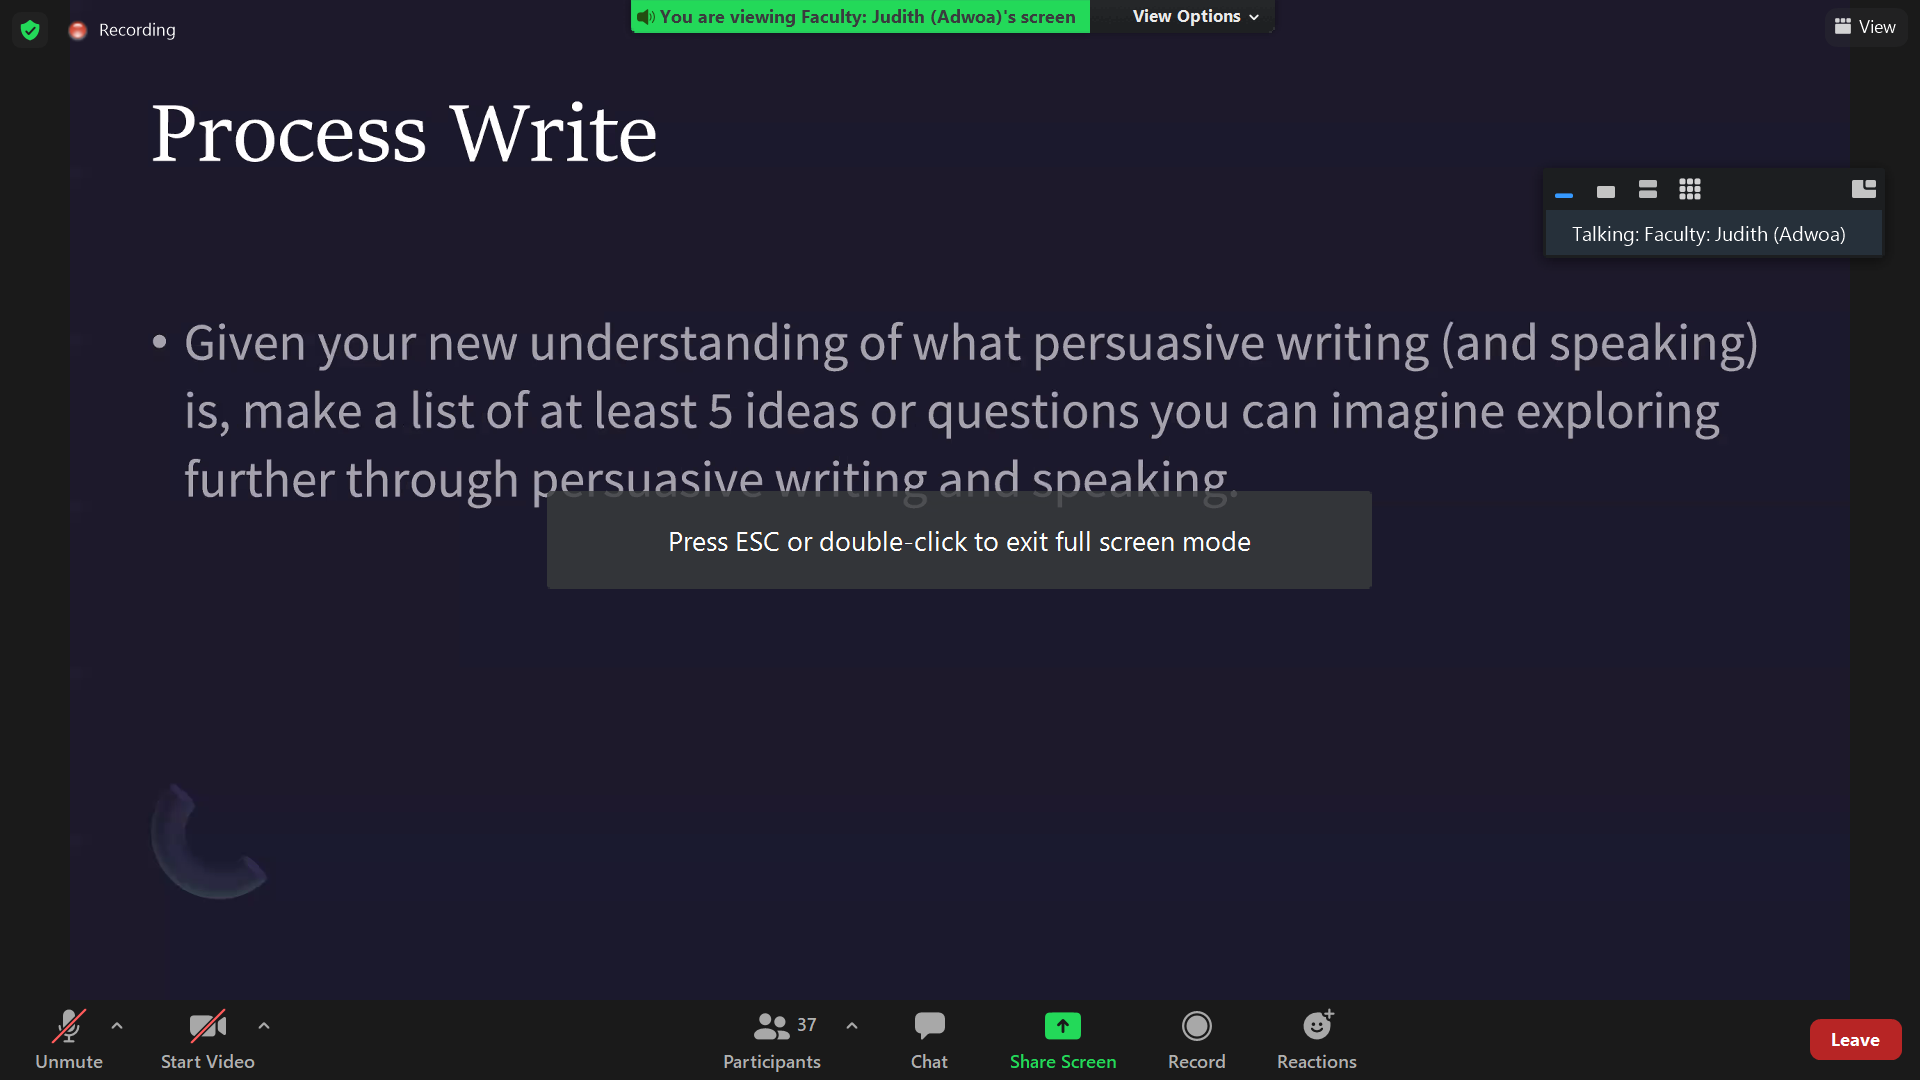 Recording
You are viewing Faculty: Judith (Adwoa)'s screen
View Options
View
Process Write
Talking: Faculty: Judith (Adwoa)
• Given your new understanding of what persuasive writing (and speaking)
is, make a list of at least 5 ideas or questions you can imagine exploring
further through persuasive writing and speaking.
Press ESC or double-click to exit full screen mode
Unmute
Start Video
37
Participants
Chat
Share Screen
Record
Reactions
Leave